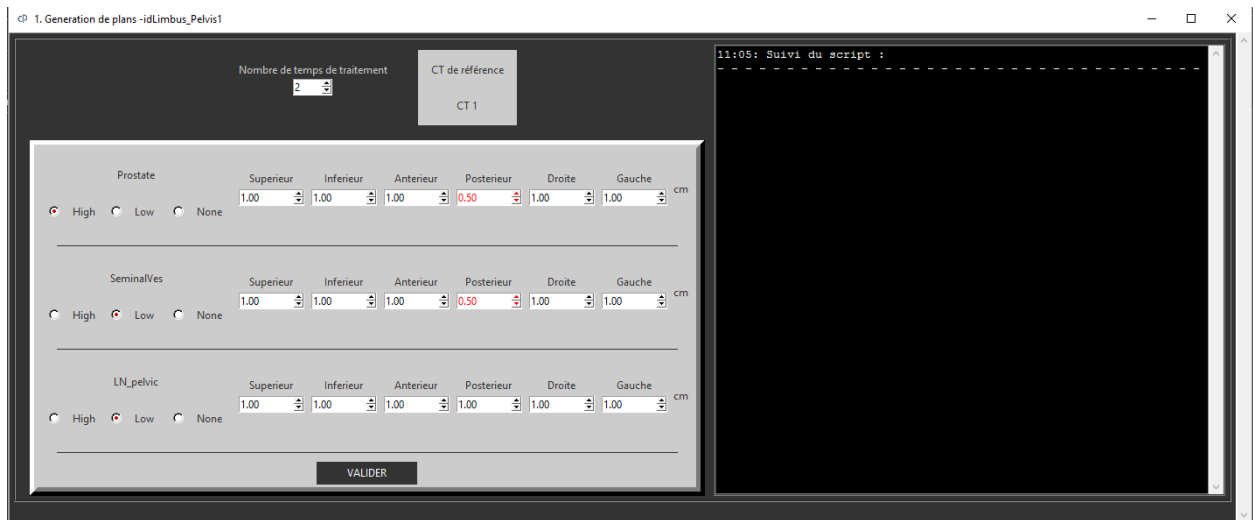 1. Generation de plans -idLimbus_Pelvis1
Nombre de temps de traitement
2
CT de référence
CT 1
Prostate
High Low None
Superieur Inferieur Anterieur Posterieur Droite Gauche
1.00 1.00 1.00 0.50 1.00 1.00 cm
SeminalVes
High Low None
Superieur Inferieur Anterieur Posterieur Droite Gauche
1.00 1.00 1.00 0.50 1.00 1.00 cm
LN_pelvic
High Low None
Superieur Inferieur Anterieur Posterieur Droite Gauche
1.00 1.00 1.00 1.00 1.00 1.00 cm
VALIDER
11:05: Suivi du script :
- - - - - - - - - - - - - - - - - - - - - - - - - - - - - - - - - - - -